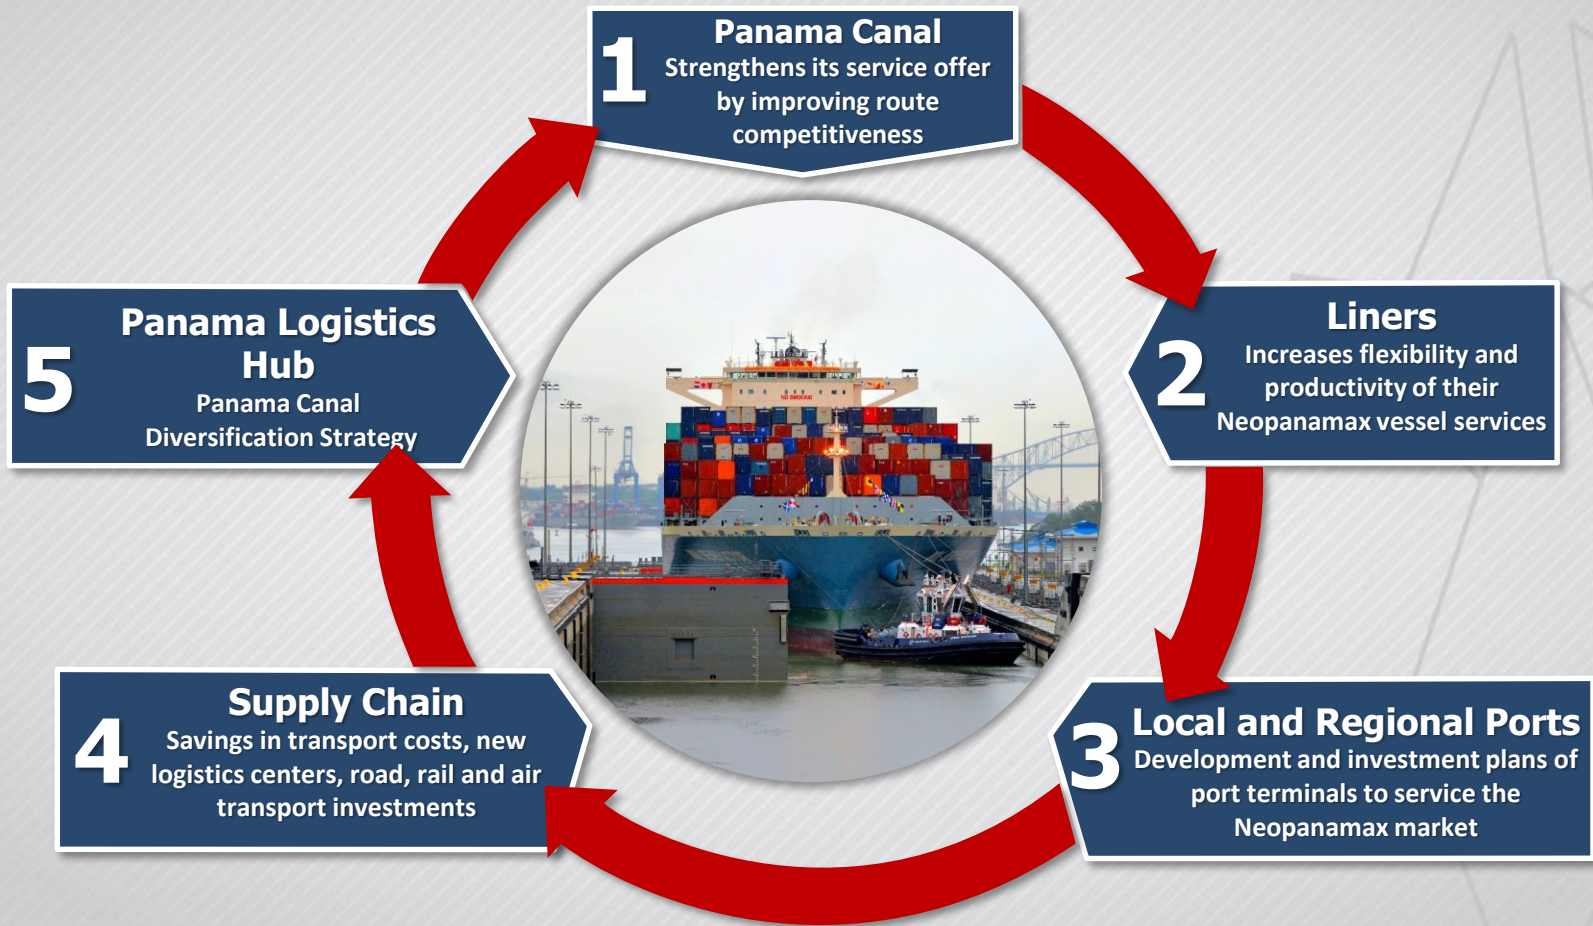 1
Panama Canal
Strengthens its service offer
by improving route
competitiveness
2
Liners
Increases flexibility and
productivity of their
Neopanamax vessel services
3
Local and Regional Ports
Development and investment plans of
port terminals to service the
Neopanamax market
4
Supply Chain
Savings in transport costs, new
logistics centers, road, rail and air
transport investments
5
Panama Logistics
Hub
Panama Canal
Diversification Strategy
NO SMOKING